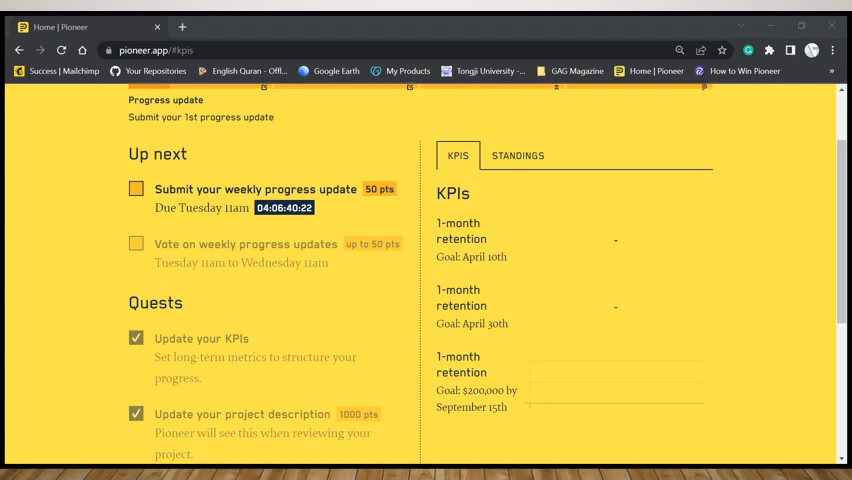 Home | Pioneer
pioneer.app/#kpis
Success | Mailchimp
Your Repositories
English Quran - Offl...
Google Earth
My Products
Tongji University -...
GAG Magazine
Home | Pioneer
How to Win Pioneer
»
Progress update
Submit your 1st progress update
Up next
Submit your weekly progress update 50 pts
Due Tuesday 11am 04:06:40:22
Vote on weekly progress updates up to 50 pts
Tuesday 11am to Wednesday 11am
Quests
Update your KPIs
Set long-term metrics to structure your
progress.
Update your project description 1000 pts
Pioneer will see this when reviewing your
project.
KPIS STANDINGS
KPIs
1-month
retention
-
Goal: April 10th
1-month
retention
-
Goal: April 30th
1-month
retention
Goal: $200,000 by
September 15th